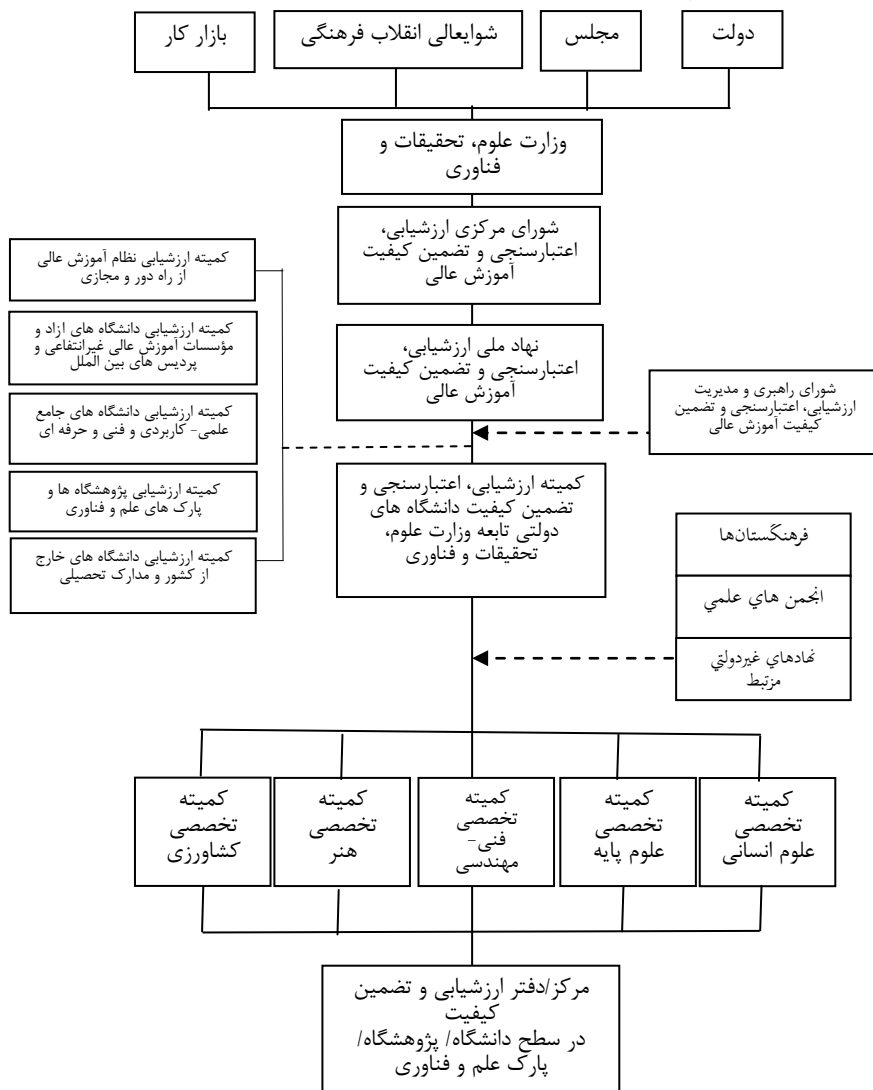 دولت
مجلس
شوایعالی انقلاب فرهنگی
بازار کار
وزارت علوم، تحقیقات و
فناوری
شورای مرکزی ارزشیابی،
اعتبارسنجی و تضمین کیفیت
آموزش عالی
نهاد ملی ارزشیابی،
اعتبارسنجی و تضمین کیفیت
آموزش عالی
شورای راهبری و مدیریت
ارزشیابی، اعتبارسنجی و تضمین
کیفیت آموزش عالی
کمیته ارزشیابی نظام آموزش عالی
از راه دور و مجازی
کمیته ارزشیابی دانشگاه های ازاد و
مؤسسات آموزش عالی غیرانتفاعی و
پردیس های بین الملل
کمیته ارزشیابی دانشگاه های جامع
علمی- کاربردی و فنی و حرفه ای
کمیته ارزشیابی پژوهشگاه ها و
پارک های علم و فناوری
کمیته ارزشیابی دانشگاه های خارج
از کشور و مدارک تحصیلی
کمیته ارزشیابی، اعتبارسنجی و
تضمین کیفیت دانشگاه های
دولتی تابعه وزارت علوم،
تحقیقات و فناوری
فرهنگستان‌ها
انجمن هاي علمي
نهادهاي غیردولتي
مزتبط
کمیته
تخصصی
علوم انسانی
کمیته
تخصصی
علوم پایه
کمیته
تخصصی
فنی-
مهندسی
کمیته
تخصصی
هنر
کمیته
تخصصی
کشاورزی
مرکز/دفتر ارزشیابی و تضمین
کیفیت
در سطح دانشگاه/ پژوهشگاه/
پارک علم و فناوری